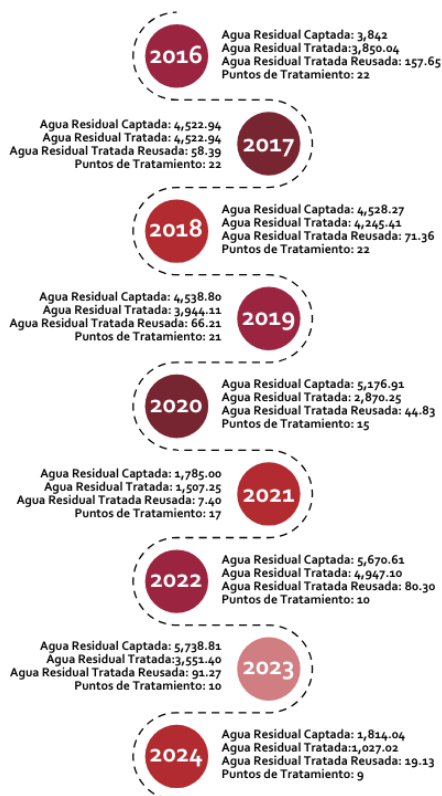 2016
Agua Residual Captada: 3,842
Agua Residual Tratada:3,850.04
Agua Residual Tratada Reusada: 157.65
Puntos de Tratamiento: 22
Agua Residual Captada: 4,522.94
Agua Residual Tratada: 4,522.94
Agua Residual Tratada Reusada: 58.39
Puntos de Tratamiento: 22
2017
2018
Agua Residual Captada: 4,528.27
Agua Residual Tratada: 4,245.41
Agua Residual Tratada Reusada: 71.36
Puntos de Tratamiento: 22
Agua Residual Captada: 4,538.80
Agua Residual Tratada: 3,944.11
Agua Residual Tratada Reusada: 66.21
Puntos de Tratamiento: 21
2019
2020
Agua Residual Captada: 5,176.91
Agua Residual Tratada: 2,870.25
Agua Residual Tratada Reusada: 44.83
Puntos de Tratamiento: 15
Agua Residual Captada: 1,785.00
Agua Residual Tratada: 1,507.25
Agua Residual Tratada Reusada: 7.40
Puntos de Tratamiento: 17
2021
2022
Agua Residual Captada: 5,670.61
Agua Residual Tratada: 4,947.10
Agua Residual Tratada Reusada: 80.30
Puntos de Tratamiento: 10
Agua Residual Captada: 5,738.81
Agua Residual Tratada:3,551.40
Agua Residual Tratada Reusada: 91.27
Puntos de Tratamiento: 10
2023
2024
Agua Residual Captada: 1,814.04
Agua Residual Tratada:1,027.02
Agua Residual Tratada Reusada: 19.13
Puntos de Tratamiento: 9